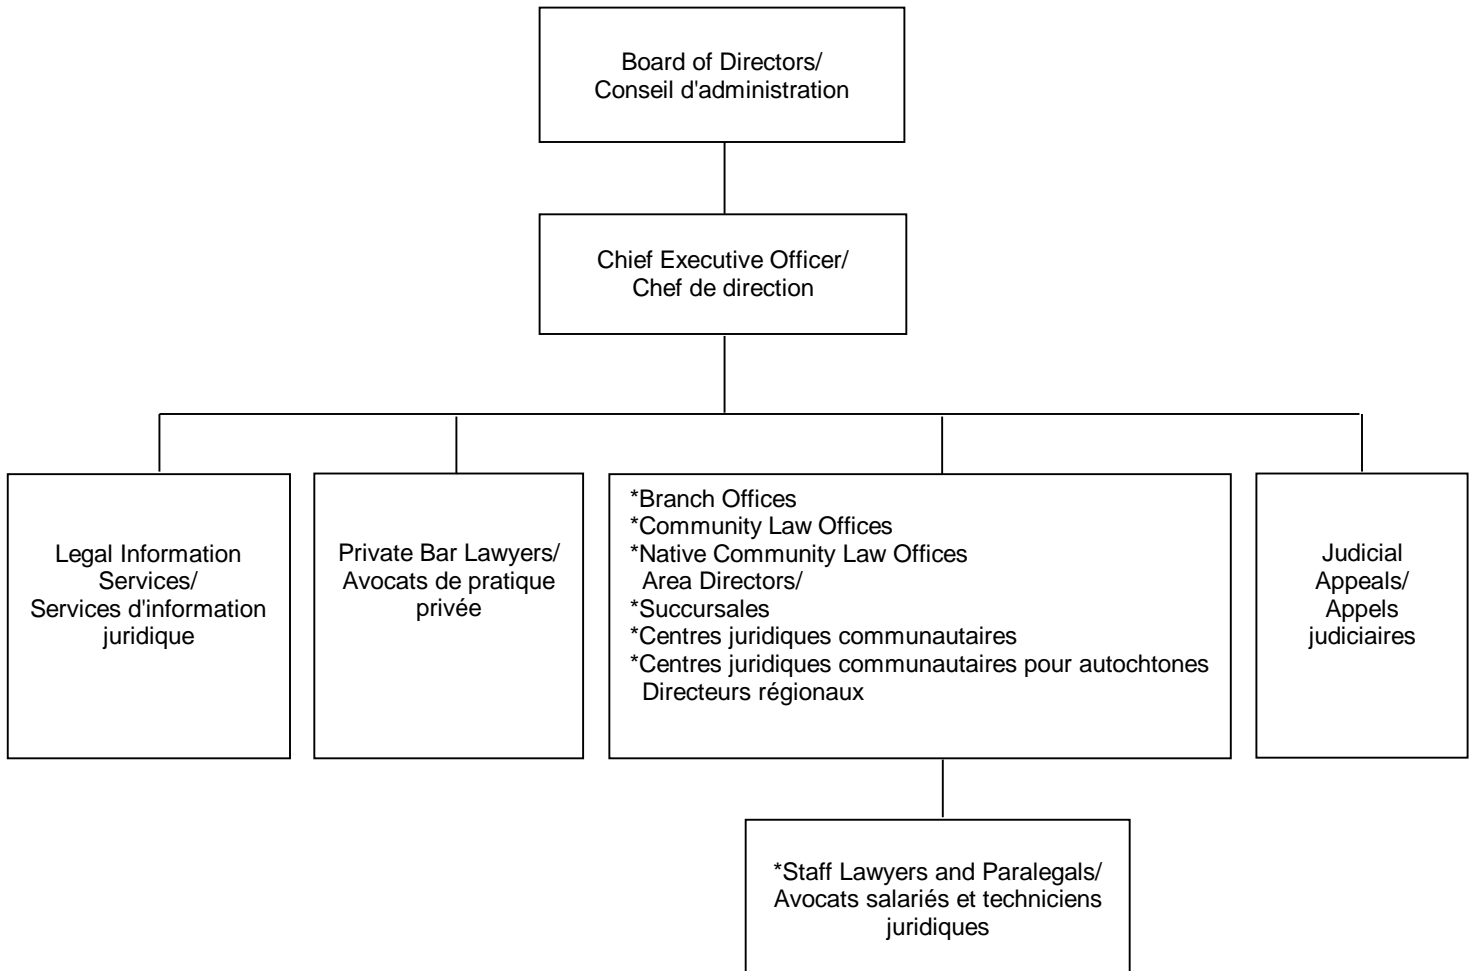 Board of Directors/
Conseil d'administration
Chief Executive Officer/
Chef de direction
Legal Information
Services/
Services d'information
juridique
Private Bar Lawyers/
Avocats de pratique
privée
*Branch Offices
*Community Law Offices
*Native Community Law Offices
Area Directors/
*Succursales
*Centres juridiques communautaires
*Centres juridiques communautaires pour autochtones
Directeurs régionaux
Judicial
Appeals/
Appels
judiciaires
*Staff Lawyers and Paralegals/
Avocats salariés et techniciens
juridiques